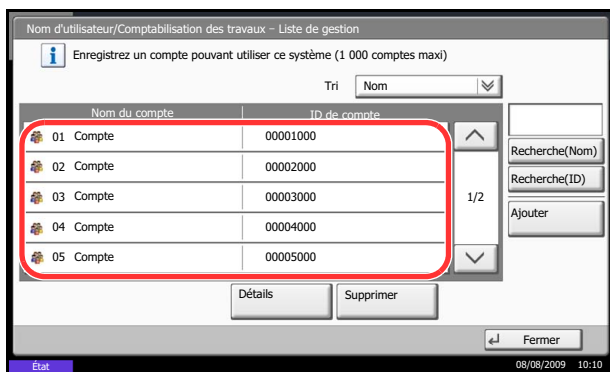 Nom d'utilisateur/Comptabilisation des travaux – Liste de gestion
Enregistrez un compte pouvant utiliser ce système (1 000 comptes maxi)
Tri Nom
Nom du compte ID de compte
01 Compte 00001000
02 Compte 00002000
03 Compte 00003000
04 Compte 00004000
05 Compte 00005000
1/2
Recherche(Nom)
Recherche(ID)
Ajouter
Détails Supprimer
Fermer
État 08/08/2009 10:10